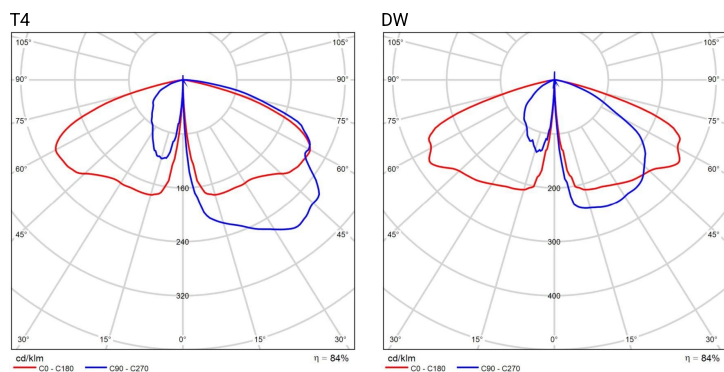 T4
105° 105°
90° 90°
75° 75°
60° 60°
160
45° 45°
240
320
30° 15° 0° 15° 30°
cd/klm η = 84%
C0 - C180 C90 - C270
DW
105° 105°
90° 90°
75° 75°
60° 60°
200
45° 45°
300
400
30° 15° 0° 15° 30°
cd/klm η = 84%
C0 - C180 C90 - C270